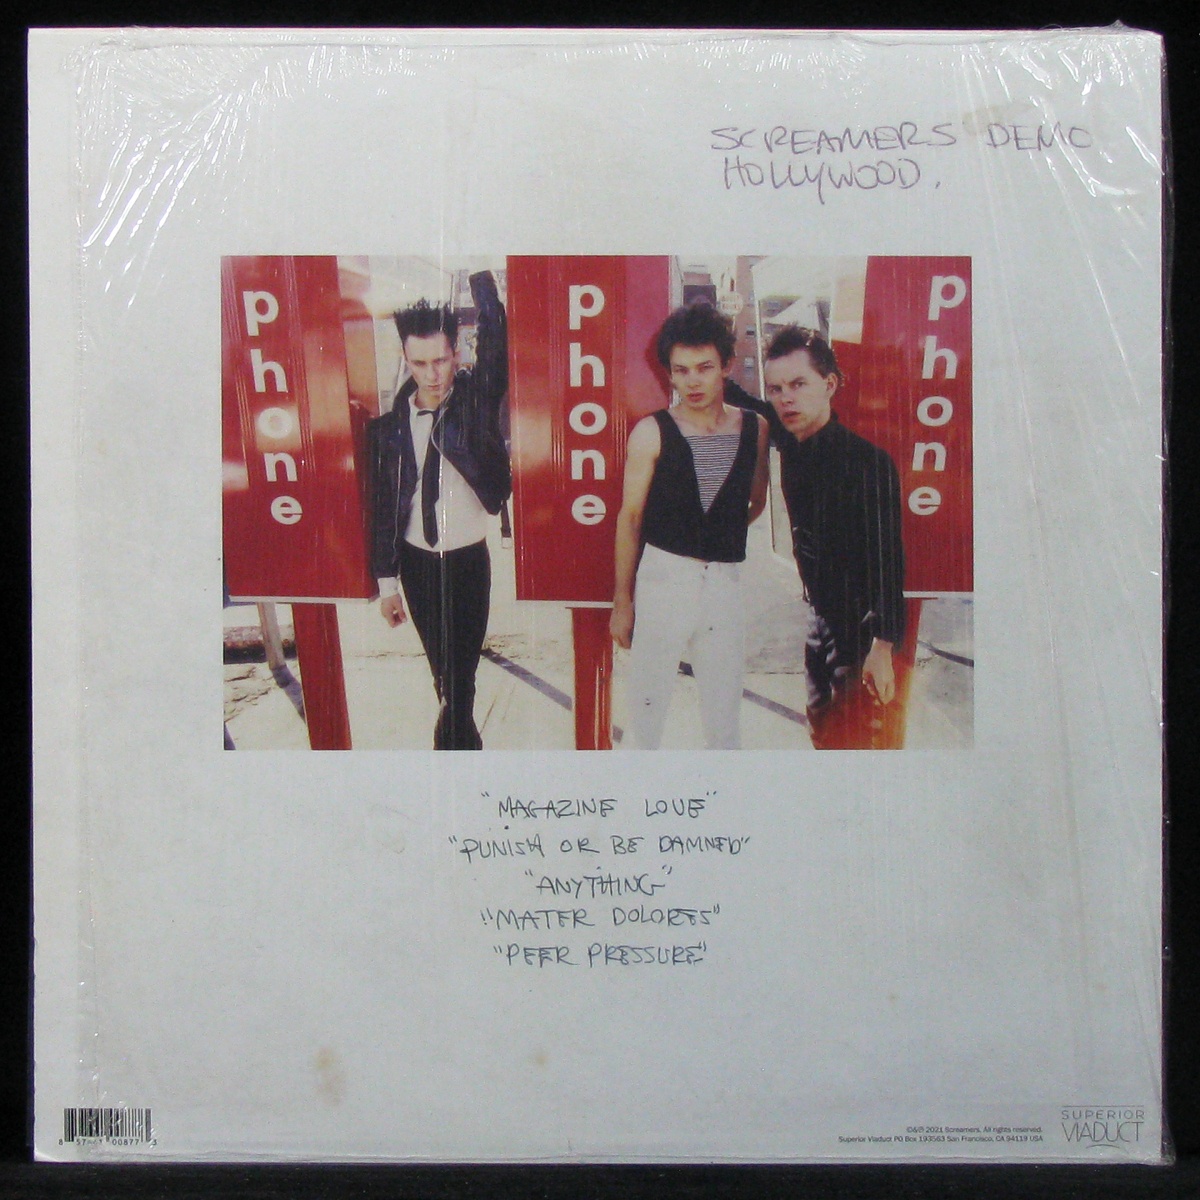 SCREAMERS DEMO
HOLLYWOOD.
phone
phone
phone
"MAGAZINE LOVE"
"PUNISH OR BE DAMNED"
"ANYTHING"
"MATER DOLORES"
"PEER PRESSURE"
©&℗ 2021 Screamers. All rights reserved.
Superior Viaduct PO Box 193563 San Francisco, CA 94119 USA
SUPERIOR
VIADUCT